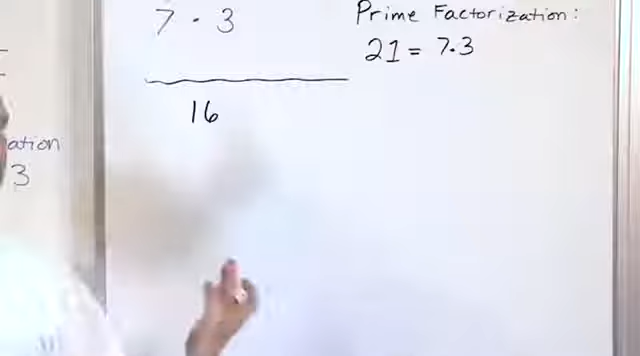 7 · 3
Prime Factorization:
21 = 7·3
16
ation
3